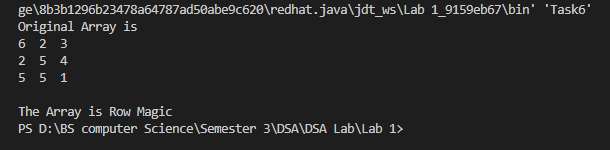 ge\8b3b1296b23478a64787ad50abe9c620\redhat.java\jdt_ws\Lab 1_9159eb67\bin' 'Task6'
Original Array is
6  2  3
2  5  4
5  5  1
The Array is Row Magic
PS D:\BS computer Science\Semester 3\DSA\DSA Lab\Lab 1>